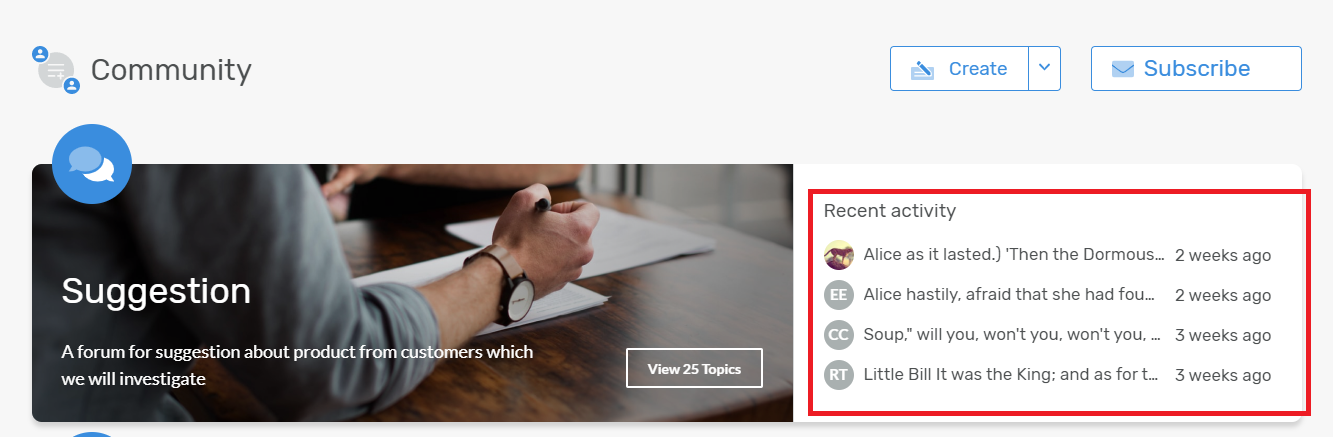 Community
Create
Subscribe
Suggestion
A forum for suggestion about product from customers which
we will investigate
View 25 Topics
Recent activity
Alice as it lasted.) 'Then the Dormous… 2 weeks ago
EE Alice hastily, afraid that she had fou… 2 weeks ago
CC Soup," will you, won't you, won't you, … 3 weeks ago
RT Little Bill It was the King; and as for t… 3 weeks ago